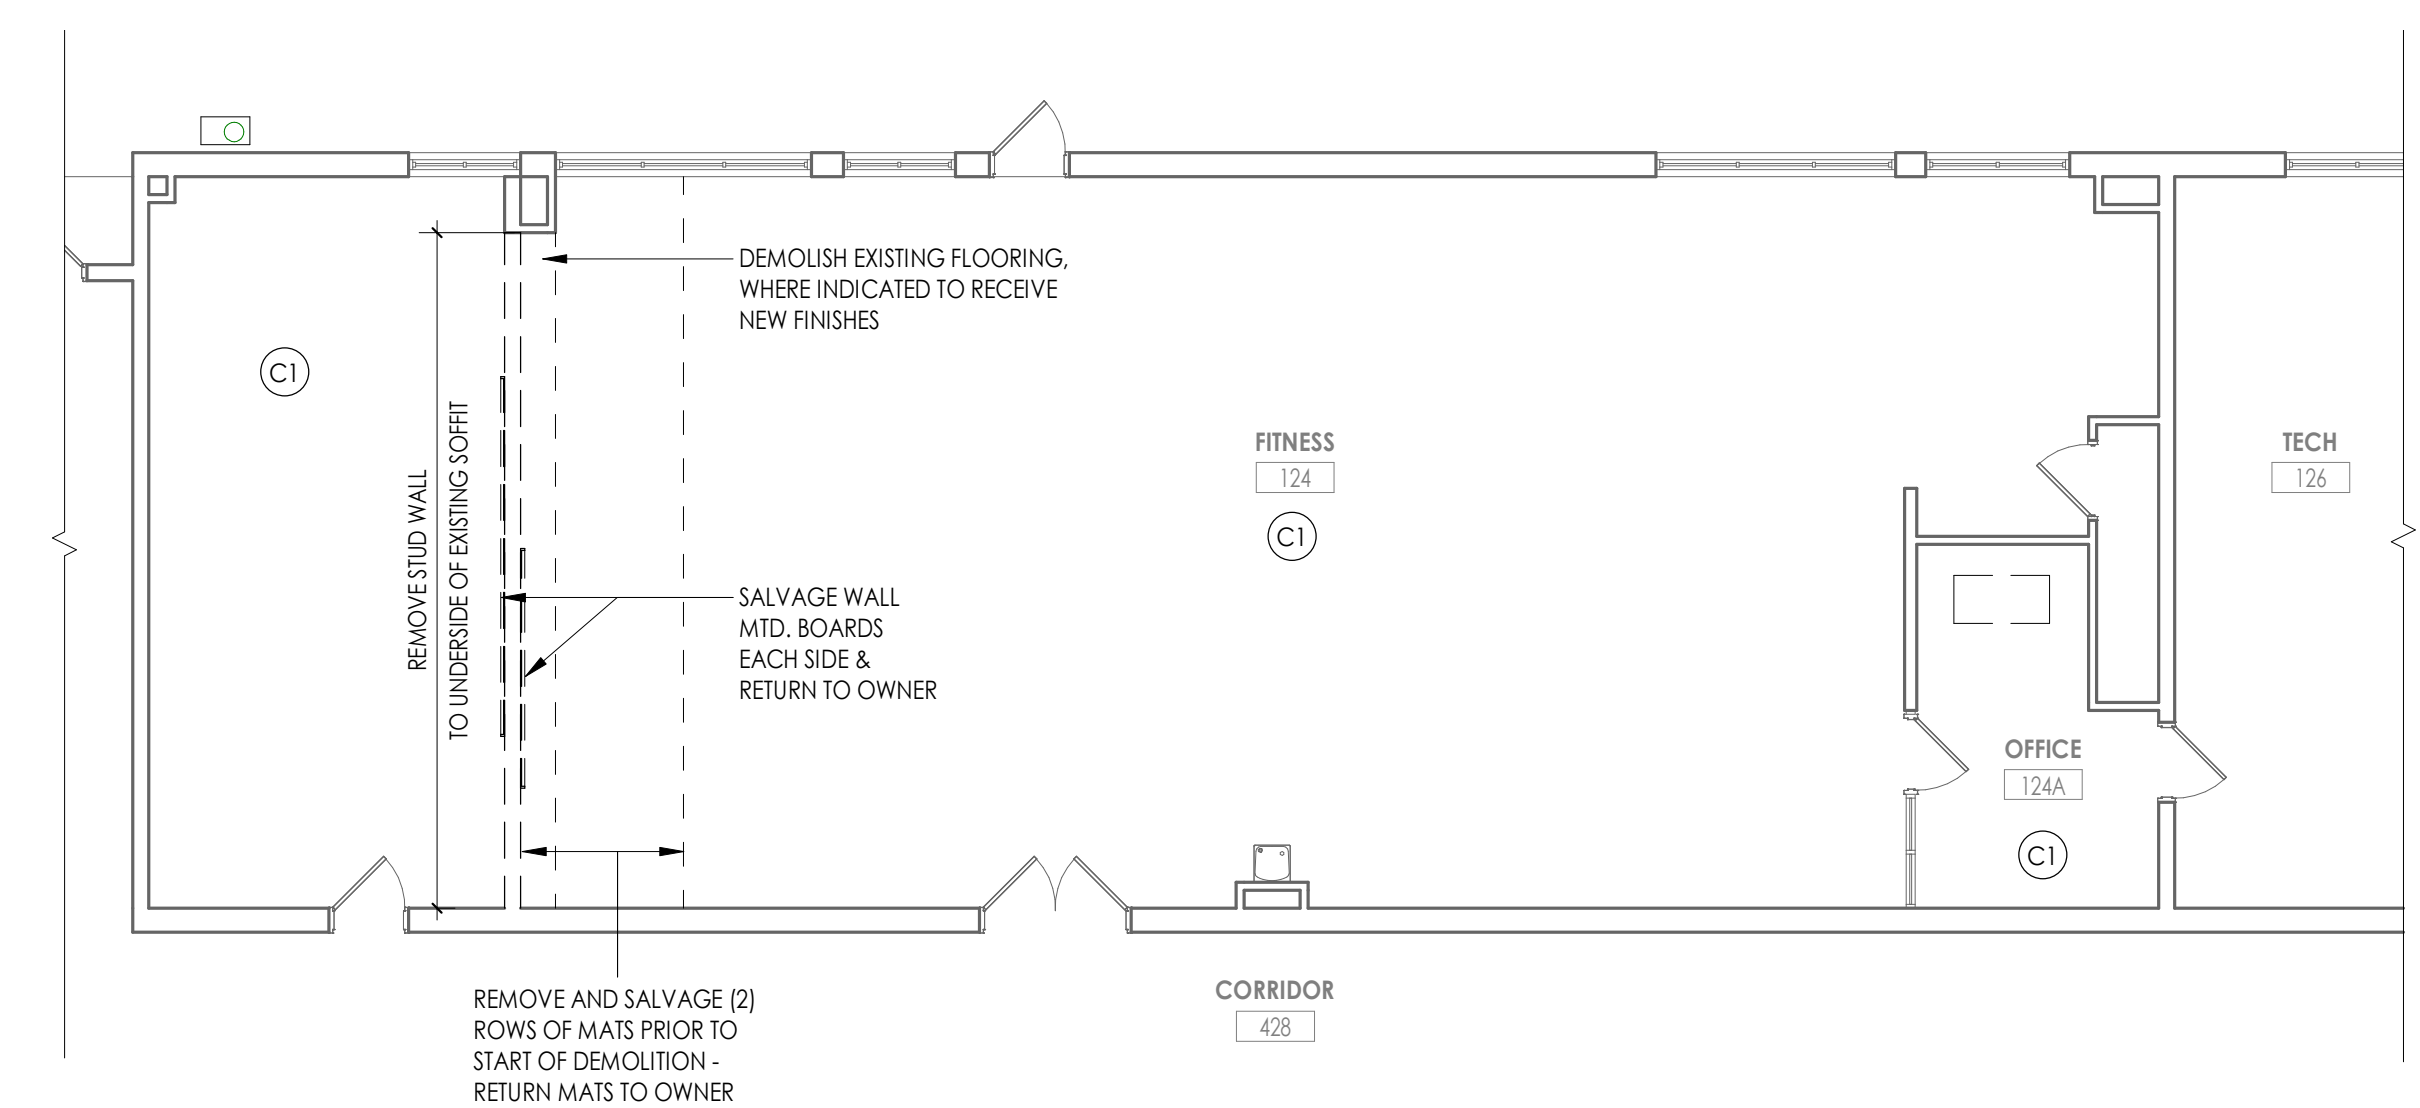 DEMOLISH EXISTING FLOORING,
WHERE INDICATED TO RECEIVE
NEW FINISHES
C1
REMOVE STUD WALL
TO UNDERSIDE OF EXISTING SOFFIT
FITNESS
124
C1
TECH
126
SALVAGE WALL
MTD. BOARDS
EACH SIDE &
RETURN TO OWNER
OFFICE
124A
C1
REMOVE AND SALVAGE (2)
ROWS OF MATS PRIOR TO
START OF DEMOLITION -
RETURN MATS TO OWNER
CORRIDOR
428